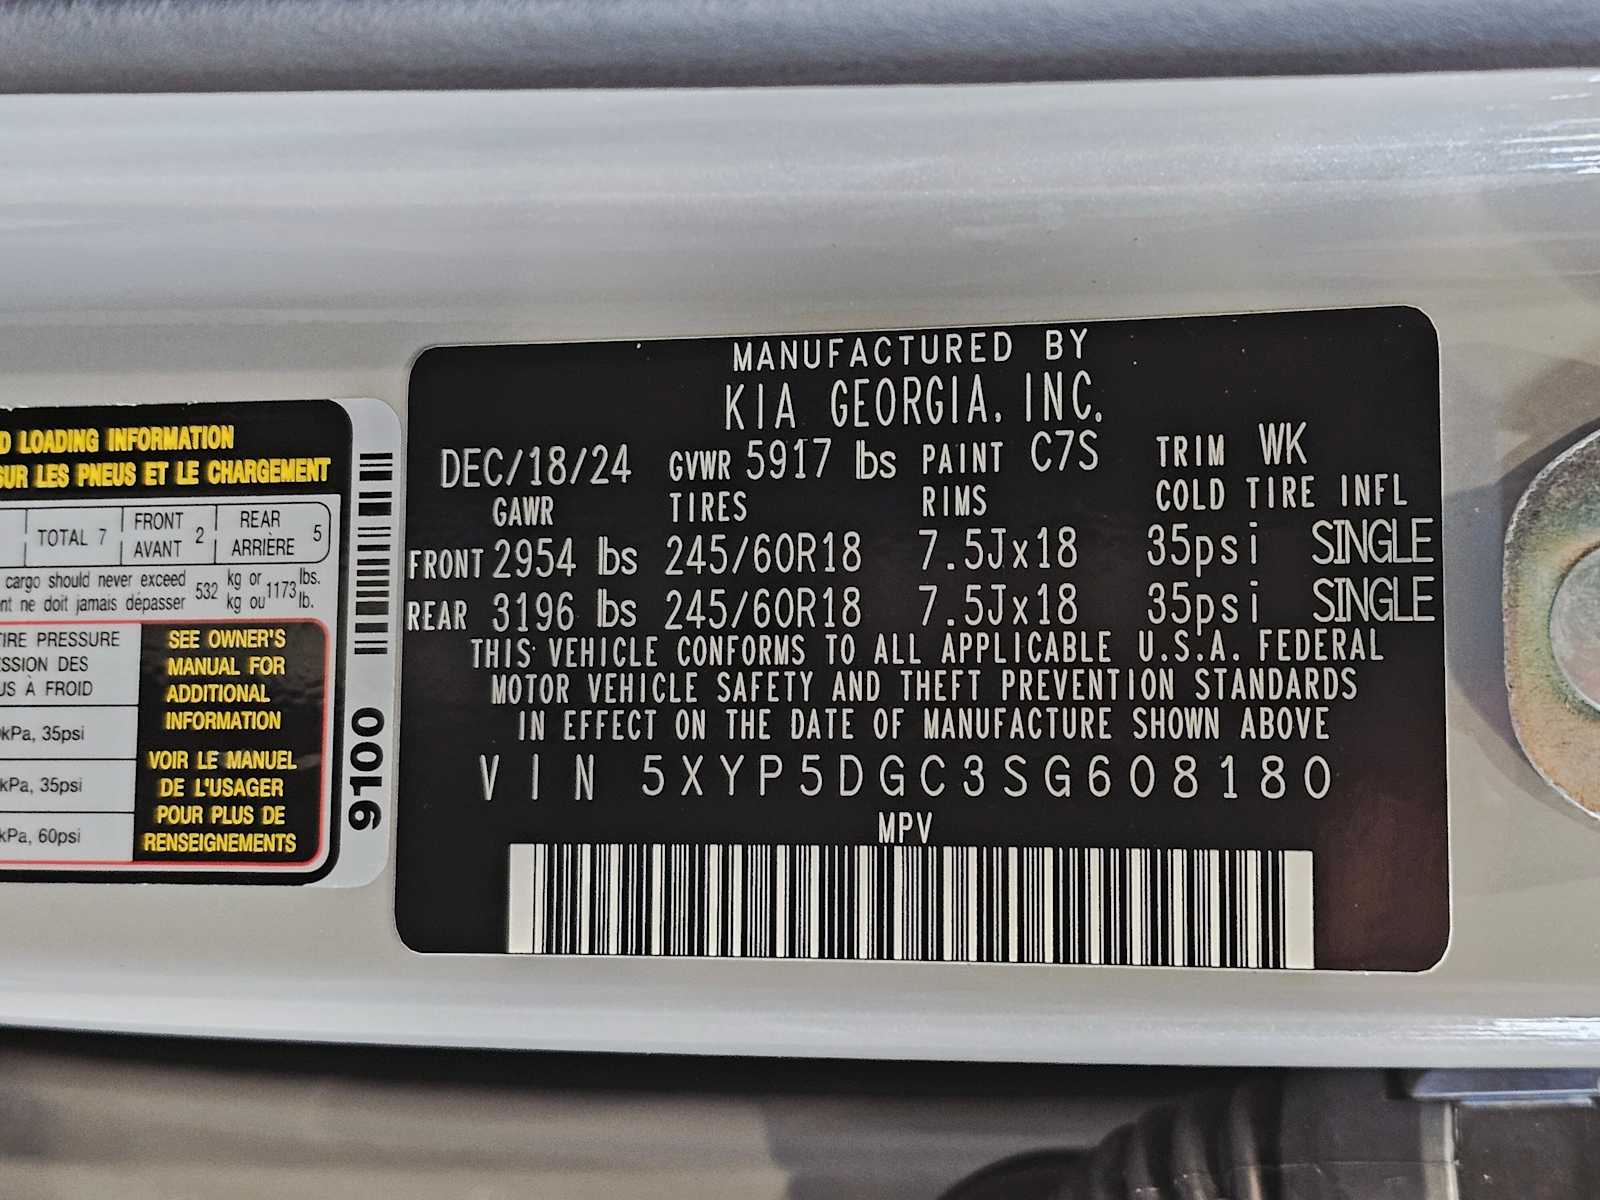 D LOADING INFORMATION
SUR LES PNEUS ET LE CHARGEMENT
TOTAL 7
FRONT
AVANT 2
REAR
ARRIÈRE 5
cargo should never exceed 532 kg or 1173 lbs.
nt ne doit jamais dépasser kg ou lb.
TIRE PRESSURE
ESSION DES
US À FROID
kPa, 35psi
kPa, 35psi
kPa, 60psi
SEE OWNER'S
MANUAL FOR
ADDITIONAL
INFORMATION
VOIR LE MANUEL
DE L'USAGER
POUR PLUS DE
RENSEIGNEMENTS
9100
MANUFACTURED BY
KIA GEORGIA, INC.
DEC/18/24 GVWR 5917 lbs PAINT C7S TRIM WK
GAWR TIRES RIMS COLD TIRE INFL
FRONT 2954 lbs 245/60R18 7.5Jx18 35psi SINGLE
REAR 3196 lbs 245/60R18 7.5Jx18 35psi SINGLE
THIS VEHICLE CONFORMS TO ALL APPLICABLE U.S.A. FEDERAL
MOTOR VEHICLE SAFETY AND THEFT PREVENTION STANDARDS
IN EFFECT ON THE DATE OF MANUFACTURE SHOWN ABOVE
VIN 5XYP5DGC3SG608180
MPV